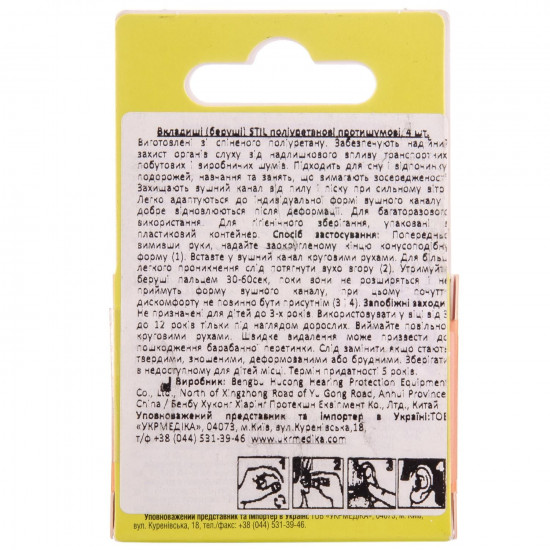 Вкладиші (беруші) STIL поліуретанові протишумові, 4 шт.
Виготовлені зі спіненого поліуретану. Забезпечують надійний
захист органів слуху від надлишкового впливу транспортних,
побутових і виробничих шумів. Підходить для сну і відпочинку,
подорожей, навчання та занять, що вимагають зосередженості.
Захищають вушний канал від пилу і піску при сильному вітрі.
Легко адаптуються до індивідуальної форми вушного каналу і
добре відновлюються після деформації. Для багаторазового
використання. Для гігієнічного зберігання, упаковані в
пластиковий контейнер. Спосіб застосування: Попередньо
вимивши руки, надайте заокругленому кінцю конусоподібну
форму (1). Вставте у вушний канал круговими рухами. Для більш
легкого проникнення слід потягнути вухо вгору (2). Утримуйте
беруші пальцем 30-60сек, поки вони не розширяться і не
приймуть форму вушного каналу, при цьому почуття
дискомфорту не повинно бути присутнім (3 і 4). Запобіжні заходи:
Не призначені для дітей до 3-х років. Використовувати у віці від 3
до 12 років тільки під наглядом дорослих. Виймайте повільно
круговими рухами. Швидке видалення може призвести до
пошкодження барабанної перетинки. Слід замінити якщо стають
твердими, зношеними, деформованими або брудними. Зберігати
в недоступному для дітей місці. Термін придатності 5 років.
Виробник: Bengbu Hucong Hearing Protection Equipment
Co., Ltd., North of Xingzhong Road of Yu Gong Road, Anhui Province,
China / Бенбу Хуконг Хіарінг Протекшн Еквіпмент Ко., Лтд., Китай
Уповноважений представник та імпортер в Україні:ТОВ
«УКРМЕДІКА», 04073, м.Київ, вул.Куренівська,18,
т/ф +38 (044) 531-39-46 www.ukrmedika.com
1 2 3 4
Уповноважений представник та імпортер в Україні: ТОВ «УКРМЕДІКА», 04073, м. Київ,
вул. Куренівська, 18, тел./факс: +38 (044) 531-39-46.